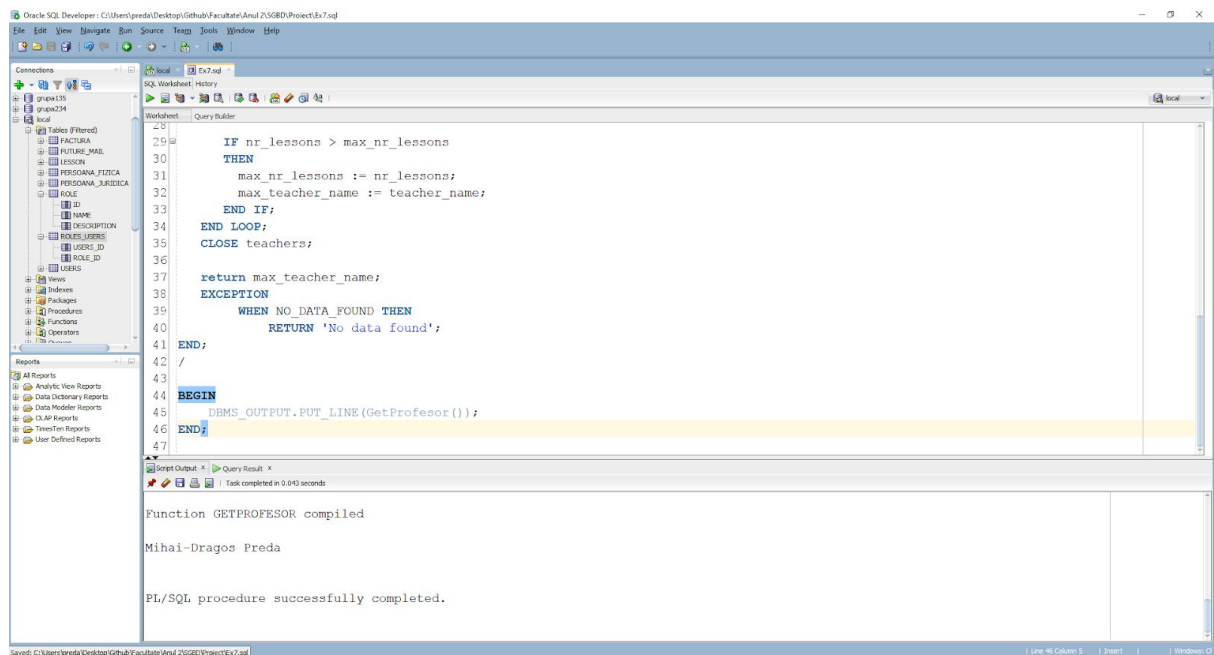 Oracle SQL Developer : C:\Users\preda\Desktop\Github\Facultate\Anul 2\SGBD\Proiect\Ex7.sql
File Edit View Navigate Run Source Team Tools Window Help
Connections
grupa135
grupa234
local
Tables (Filtered)
FACTURA
FUTURE_MAIL
LESSON
PERSOANA_FIZICA
PERSOANA_JURIDICA
ROLE
ID
NAME
DESCRIPTION
ROLES_USERS
USERS_ID
ROLE_ID
USERS
Views
Indexes
Packages
Procedures
Functions
Operators
Queues
Reports
All Reports
Analytic View Reports
Data Dictionary Reports
Data Modeler Reports
OLAP Reports
TimesTen Reports
User Defined Reports
local Ex7.sql
SQL Worksheet History
local
Worksheet Query Builder
28
29 IF nr_lessons > max_nr_lessons
30 THEN
31 max_nr_lessons := nr_lessons;
32 max_teacher_name := teacher_name;
33 END IF;
34 END LOOP;
35 CLOSE teachers;
36
37 return max_teacher_name;
38 EXCEPTION
39 WHEN NO_DATA_FOUND THEN
40 RETURN 'No data found';
41 END;
42 /
43
44 BEGIN
45 DBMS_OUTPUT.PUT_LINE(GetProfesor());
46 END;
47
Script Output x Query Result x
Task completed in 0.043 seconds
Function GETPROFESOR compiled
Mihai-Dragos Preda
PL/SQL procedure successfully completed.
Saved: C:\Users\preda\Desktop\Github\Facultate\Anul 2\SGBD\Proiect\Ex7.sql
Line 46 Column 5 | Insert | Windows: C